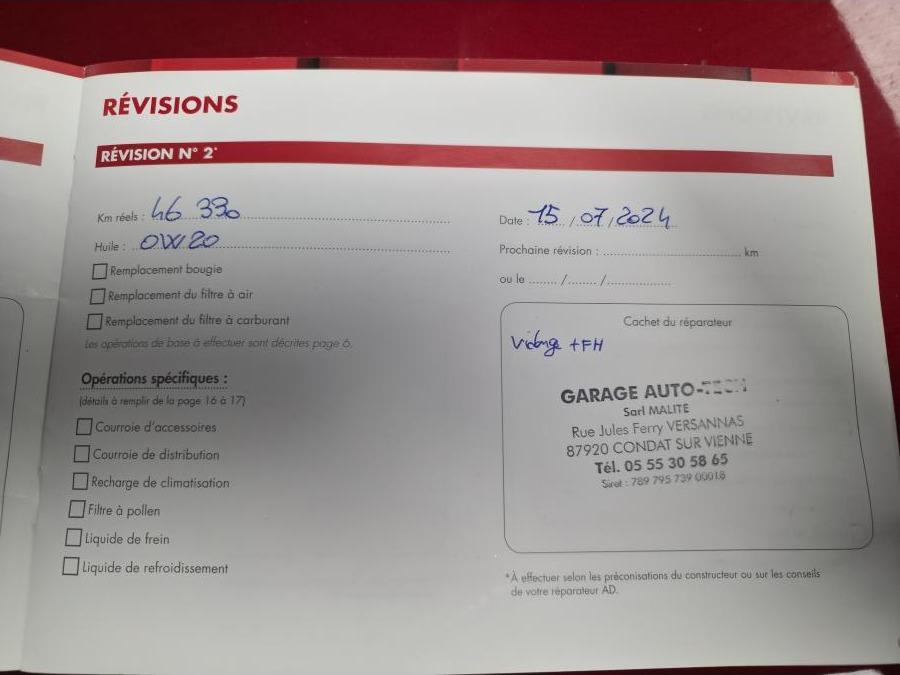 RÉVISIONS
RÉVISION N° 2*
Km réels : 46 390
Huile : 0W20
Remplacement bougie
Remplacement du filtre à air
Remplacement du filtre à carburant
Les opérations de base à effectuer sont décrites page 6.
Opérations spécifiques :
(détails à remplir de la page 16 à 17)
Courroie d'accessoires
Courroie de distribution
Recharge de climatisation
Filtre à pollen
Liquide de frein
Liquide de refroidissement
Date : 15 / 07 / 2024
Prochaine révision : km
ou le ........ /........ /....................
Cachet du réparateur
Vidange +FH
GARAGE AUTO-TECH
Sarl MALITE
Rue Jules Ferry VERSANNAS
87920 CONDAT SUR VIENNE
Tél. 05 55 30 58 65
Siret : 789 795 739 00018
*À effectuer selon les préconisations du constructeur ou sur les conseils
de votre réparateur AD.